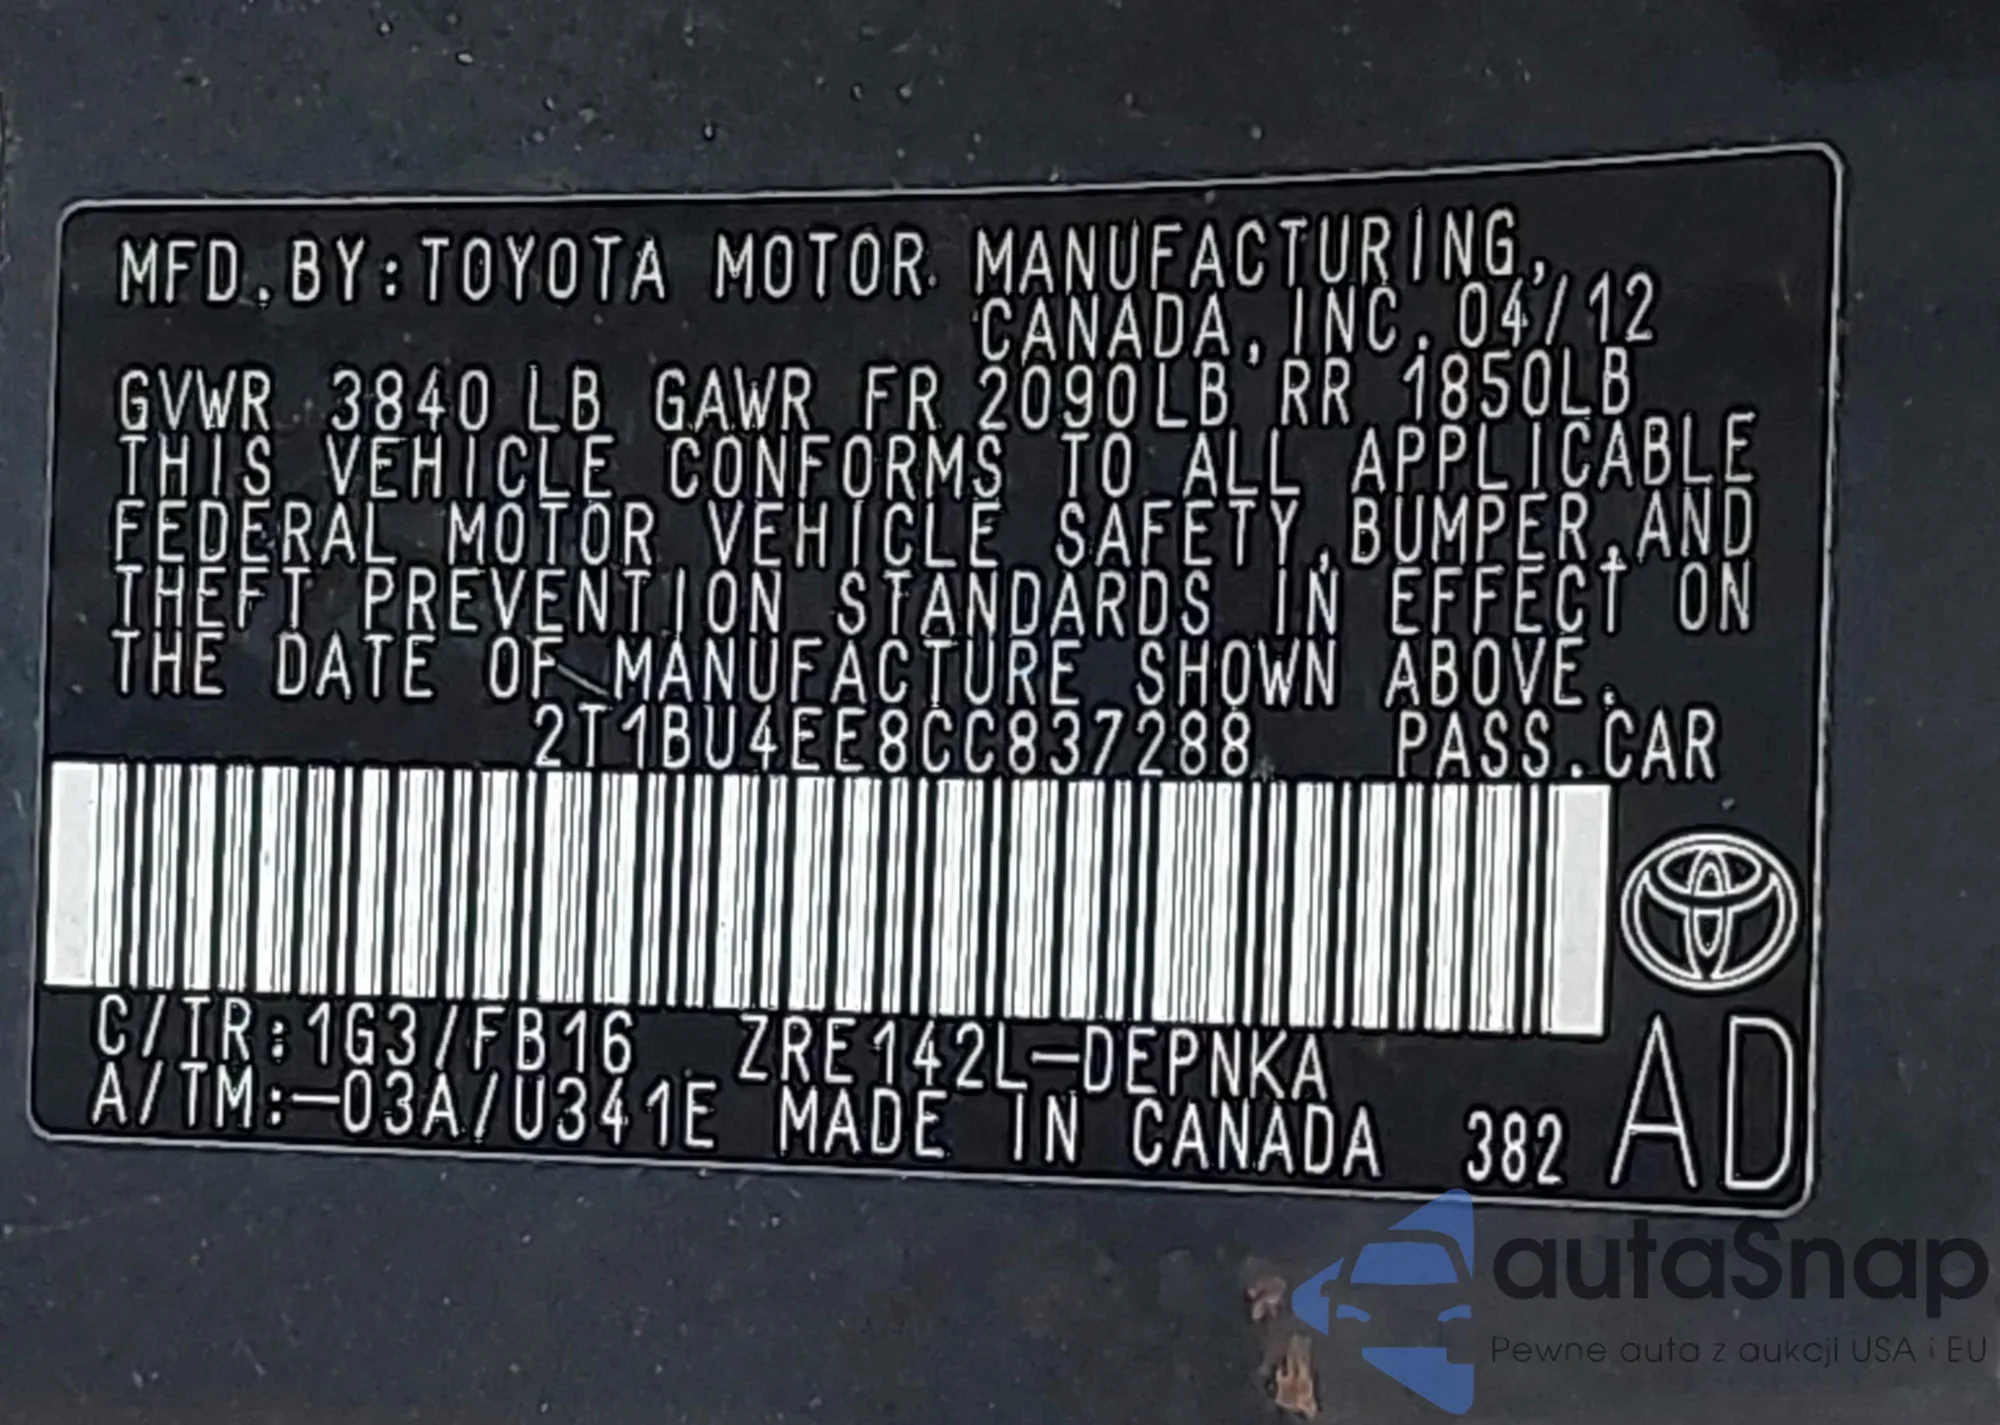 MFD.BY:TOYOTA MOTOR MANUFACTURING,
CANADA,INC. 04/12
GVWR 3840 LB GAWR FR 2090LB RR 1850LB
THIS VEHICLE CONFORMS TO ALL APPLICABLE
FEDERAL MOTOR VEHICLE SAFETY,BUMPER,AND
THEFT PREVENTION STANDARDS IN EFFECT ON
THE DATE OF MANUFACTURE SHOWN ABOVE.
2T1BU4EE8CC837288 PASS.CAR
C/TR:1G3/FB16 ZRE142L-DEPNKA
A/TM:-03A/U341E MADE IN CANADA 382 AD
autaSnap
Pewne auta z aukcji USA i EU